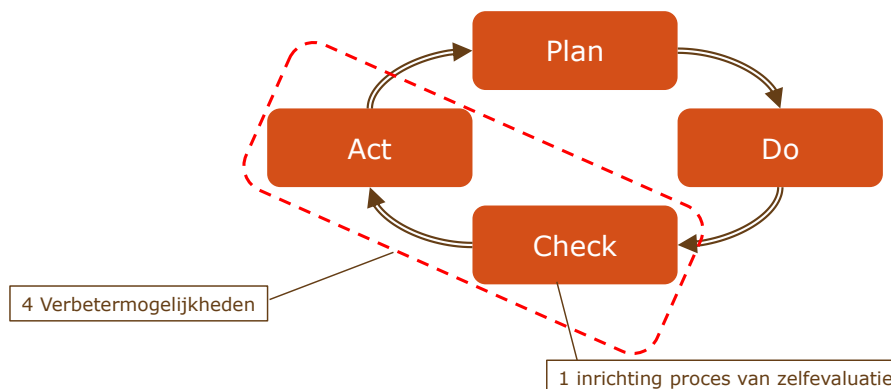 Plan
Act
Do
Check
4 Verbetermogelijkheden
1 inrichting proces van zelfevaluatie